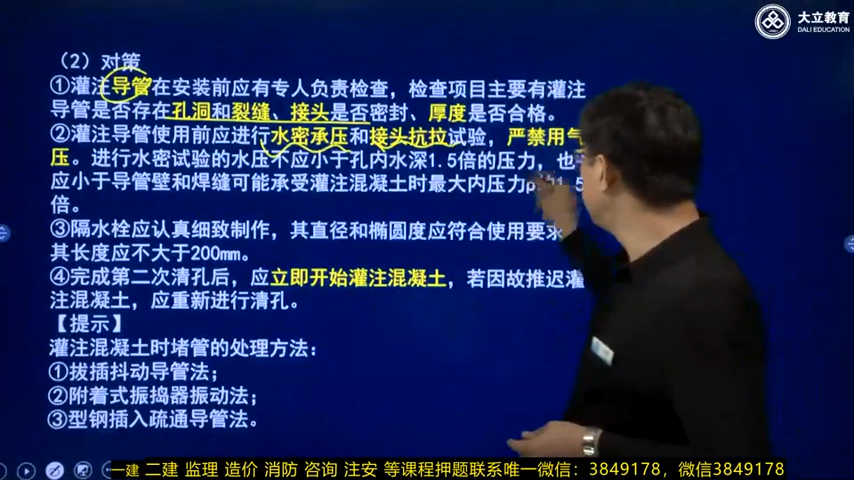 大立教育
DALI EDUCATION
（2）对策
①灌注导管在安装前应有专人负责检查，检查项目主要有灌注
导管是否存在孔洞和裂缝、接头是否密封、厚度是否合格。
②灌注导管使用前应进行水密承压和接头抗拉试验，严禁用气
压。进行水密试验的水压不应小于孔内水深1.5倍的压力，也
应小于导管壁和焊缝可能承受灌注混凝土时最大内压力p的1.5
倍。
③隔水栓应认真细致制作，其直径和椭圆度应符合使用要求
其长度应不大于200mm。
④完成第二次清孔后，应立即开始灌注混凝土，若因故推迟灌
注混凝土，应重新进行清孔。
【提示】
灌注混凝土时堵管的处理方法：
①拔插抖动导管法；
②附着式振捣器振动法；
③型钢插入疏通导管法。
一建 二建 监理 造价 消防 咨询 注安 等课程押题联系唯一微信：3849178，微信3849178